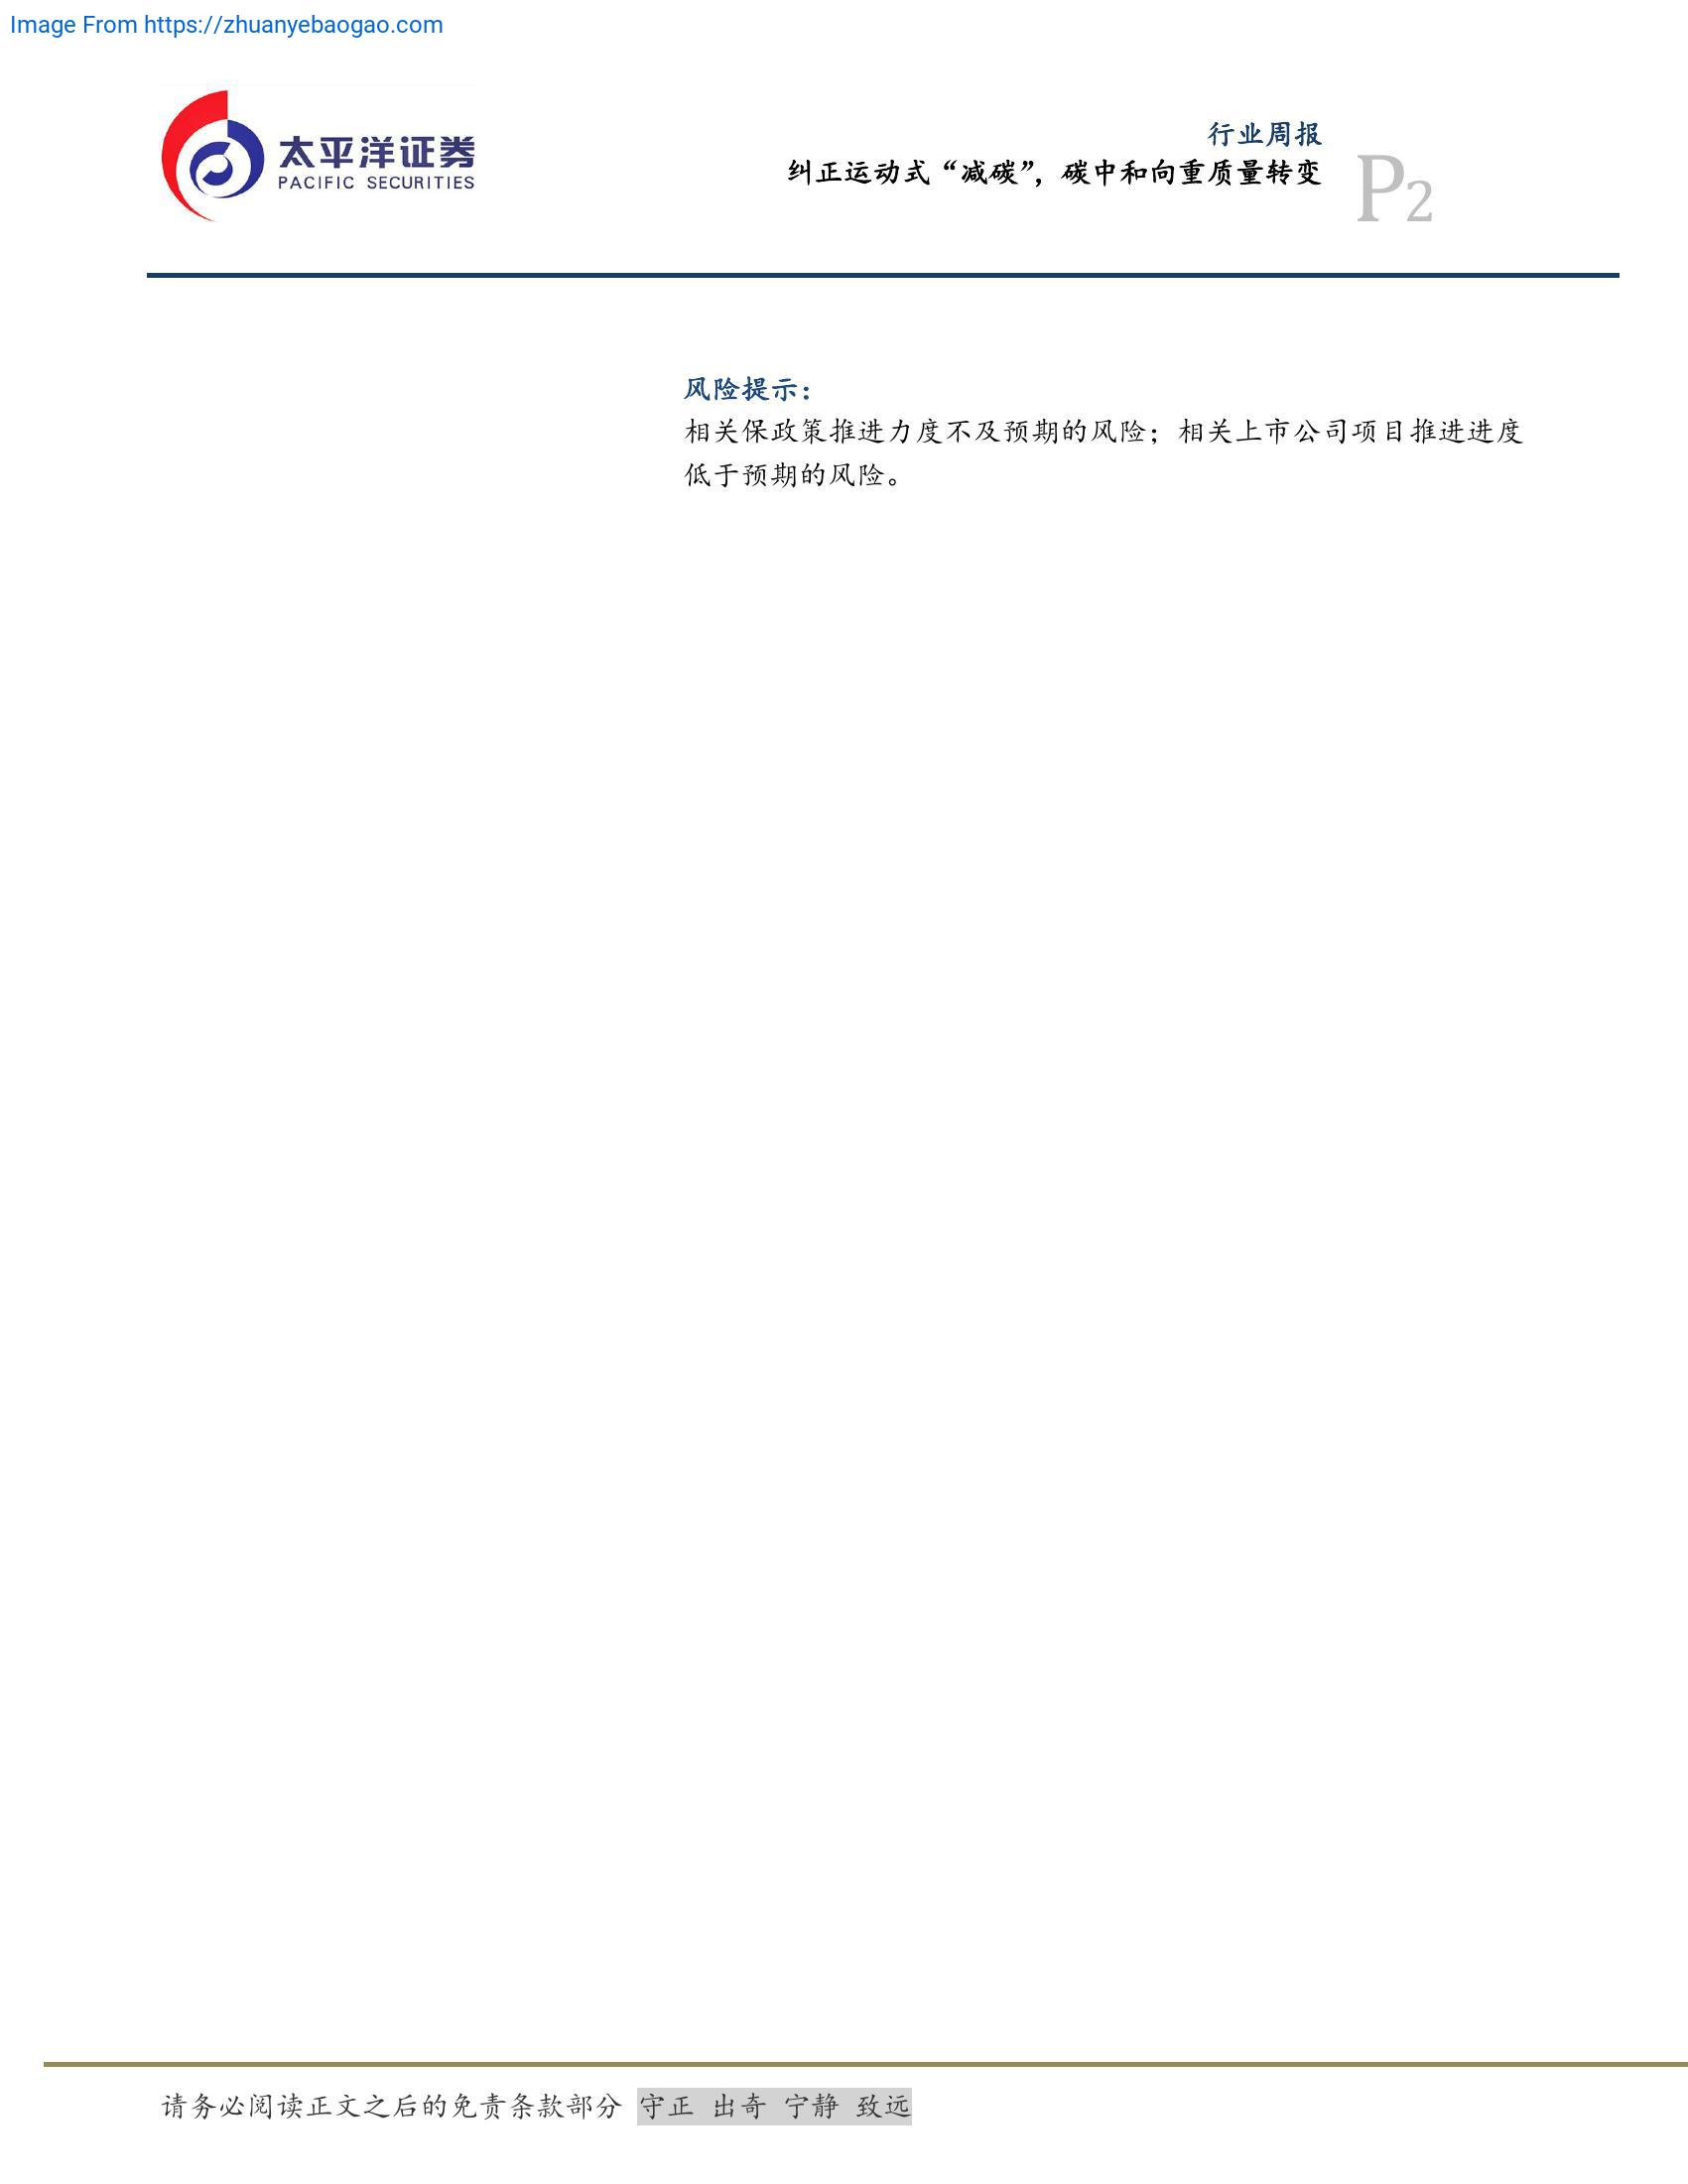 Image From https://zhuanyebaogao.com
太平洋证券
PACIFIC SECURITIES
行业周报
纠正运动式“减碳”，碳中和向重质量转变
P2
风险提示：
相关保政策推进力度不及预期的风险；相关上市公司项目推进进度
低于预期的风险。
请务必阅读正文之后的免责条款部分 守正 出奇 宁静 致远